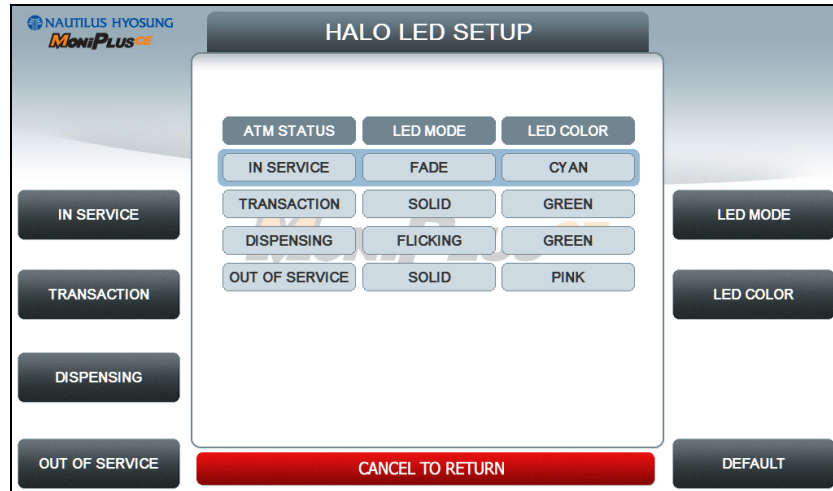 NAUTILUS HYOSUNG
MoniPlusCE
HALO LED SETUP
ATM STATUS LED MODE LED COLOR
IN SERVICE FADE CYAN
TRANSACTION SOLID GREEN
DISPENSING FLICKING GREEN
OUT OF SERVICE SOLID PINK
MoniPlusCE
IN SERVICE
TRANSACTION
DISPENSING
OUT OF SERVICE
LED MODE
LED COLOR
DEFAULT
CANCEL TO RETURN